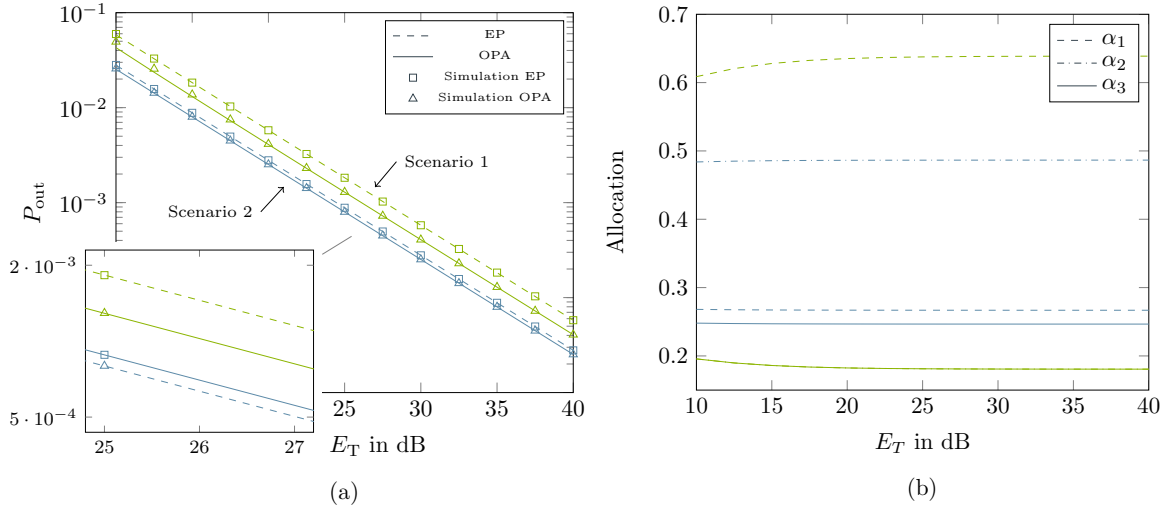 10^{-1}
10^{-2}
10^{-3}
P_{out}
EP
OPA
Simulation EP
Simulation OPA
Scenario 1
Scenario 2
2 · 10^{-3}
5 · 10^{-4}
25 26 27
25 30 35 40
E_T in dB
(a)
0.7
0.6
0.5
0.4
0.3
0.2
Allocation
α_1
α_2
α_3
10 15 20 25 30 35 40
E_T in dB
(b)